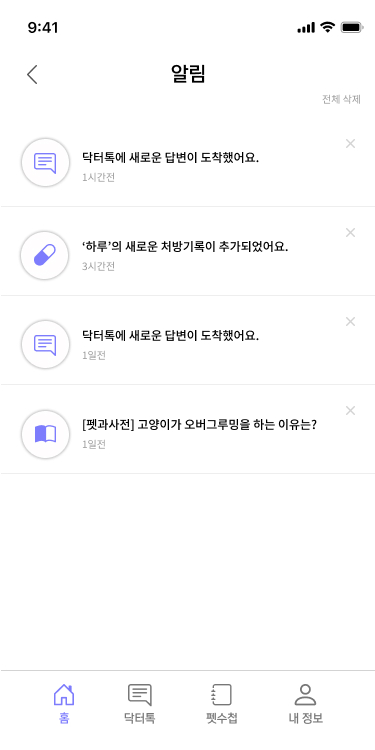 9:41
알림
전체 삭제
닥터톡에 새로운 답변이 도착했어요.
1시간전
‘하루’의 새로운 처방기록이 추가되었어요.
3시간전
닥터톡에 새로운 답변이 도착했어요.
1일전
[펫과사전] 고양이가 오버그루밍을 하는 이유는?
1일전
홈 닥터톡 펫수첩 내 정보